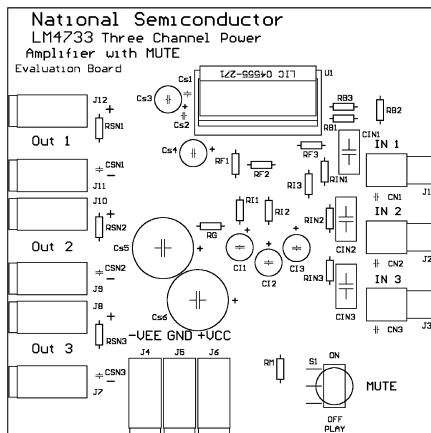 National Semiconductor
LM4733 Three Channel Power
Amplifier with MUTE
Evaluation Board
Cs1
LIC 04555-271
U1
Cs3
Cs2
J12
+
RSN1
Out 1
RB3
RB1
RB2
CIN1
IN 1
Cs4
+
RF1
RF2
RF3
CSN1
-
J11
RI3
RIN1
CN1
J1
J10
+
RSN2
Out 2
RI1
RI2
RIN2
IN 2
RG
Cs5
+
CI1
CI2
CI3
CIN2
CN2
J2
CSN2
-
J9
RIN3
IN 3
J8
+
Cs6
+
CIN3
CN3
J3
RSN3
Out 3
-VEE GND +VCC
J4
J5
J6
RM
S1
ON
MUTE
CSN3
-
J7
OFF
PLAY